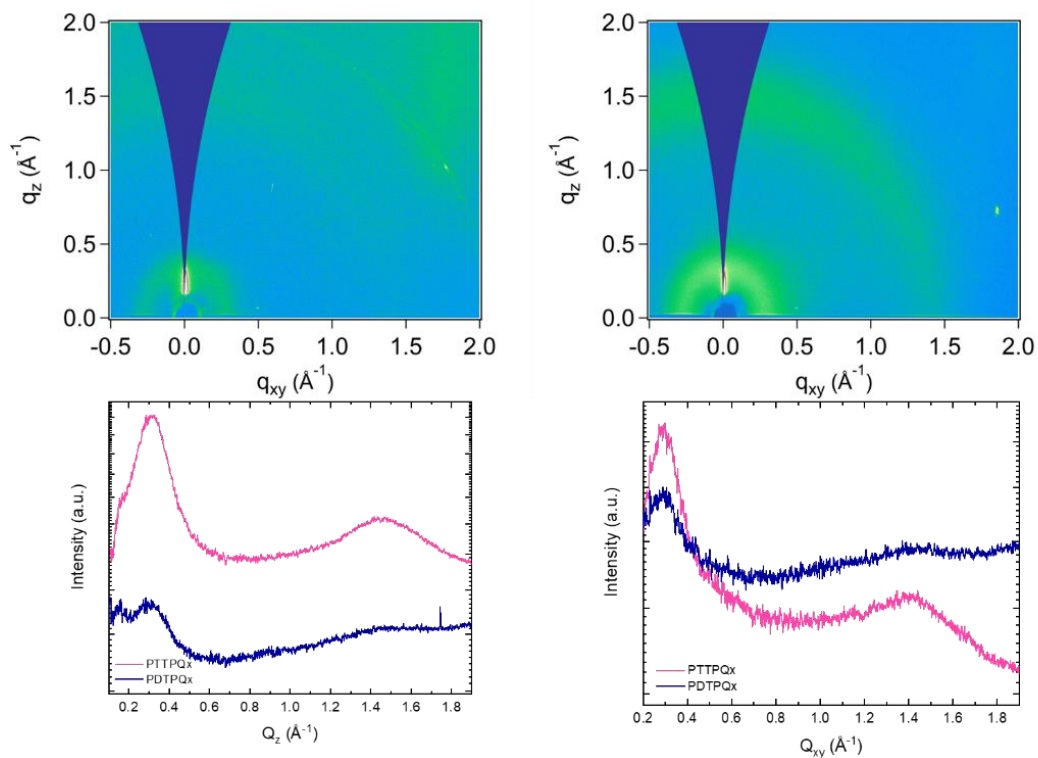 2.0
1.5
1.0
0.5
0.0
q_z (Å⁻¹)
-0.5 0.0 0.5 1.0 1.5 2.0
q_xy (Å⁻¹)
2.0
1.5
1.0
0.5
0.0
q_z (Å⁻¹)
-0.5 0.0 0.5 1.0 1.5 2.0
q_xy (Å⁻¹)
Intensity (a.u.)
PTTPQx
PDTPQx
0.2 0.4 0.6 0.8 1.0 1.2 1.4 1.6 1.8
Q_z (Å⁻¹)
Intensity (a.u.)
PTTPQx
PDTPQx
0.2 0.4 0.6 0.8 1.0 1.2 1.4 1.6 1.8
Q_xy (Å⁻¹)